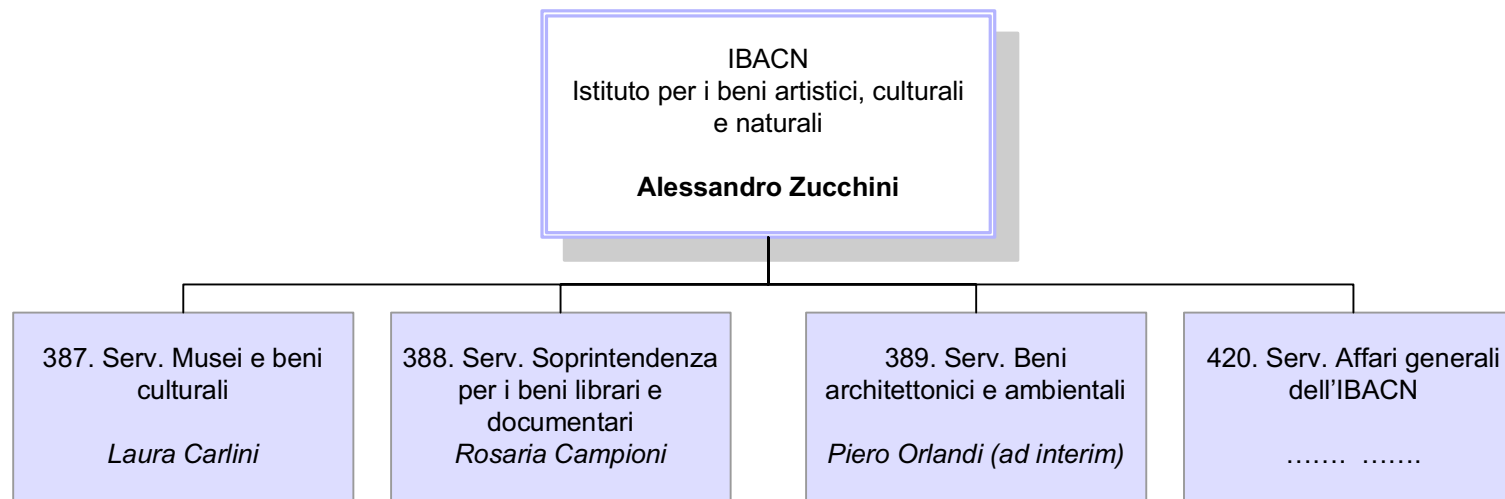 IBACN
Istituto per i beni artistici, culturali
e naturali
Alessandro Zucchini
387. Serv. Musei e beni
culturali
Laura Carlini
388. Serv. Soprintendenza
per i beni librari e
documentari
Rosaria Campioni
389. Serv. Beni
architettonici e ambientali
Piero Orlandi (ad interim)
420. Serv. Affari generali
dell’IBACN
……. …….